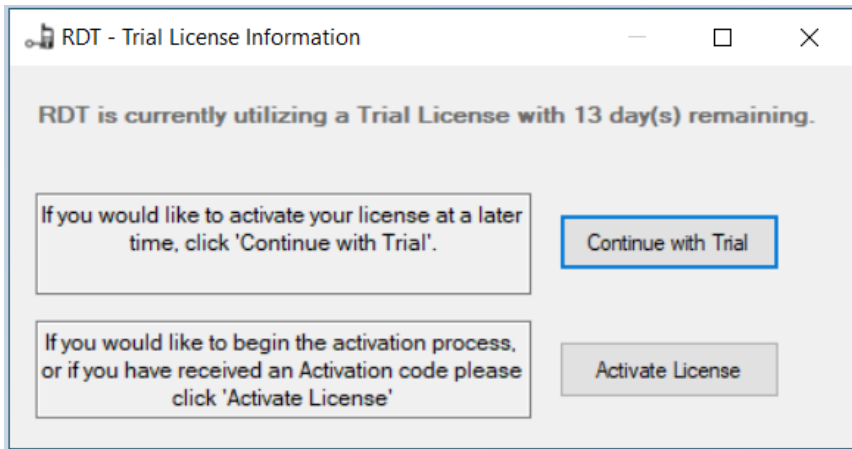 RDT - Trial License Information
RDT is currently utilizing a Trial License with 13 day(s) remaining.
If you would like to activate your license at a later
time, click 'Continue with Trial'.
Continue with Trial
If you would like to begin the activation process,
or if you have received an Activation code please
click 'Activate License'
Activate License